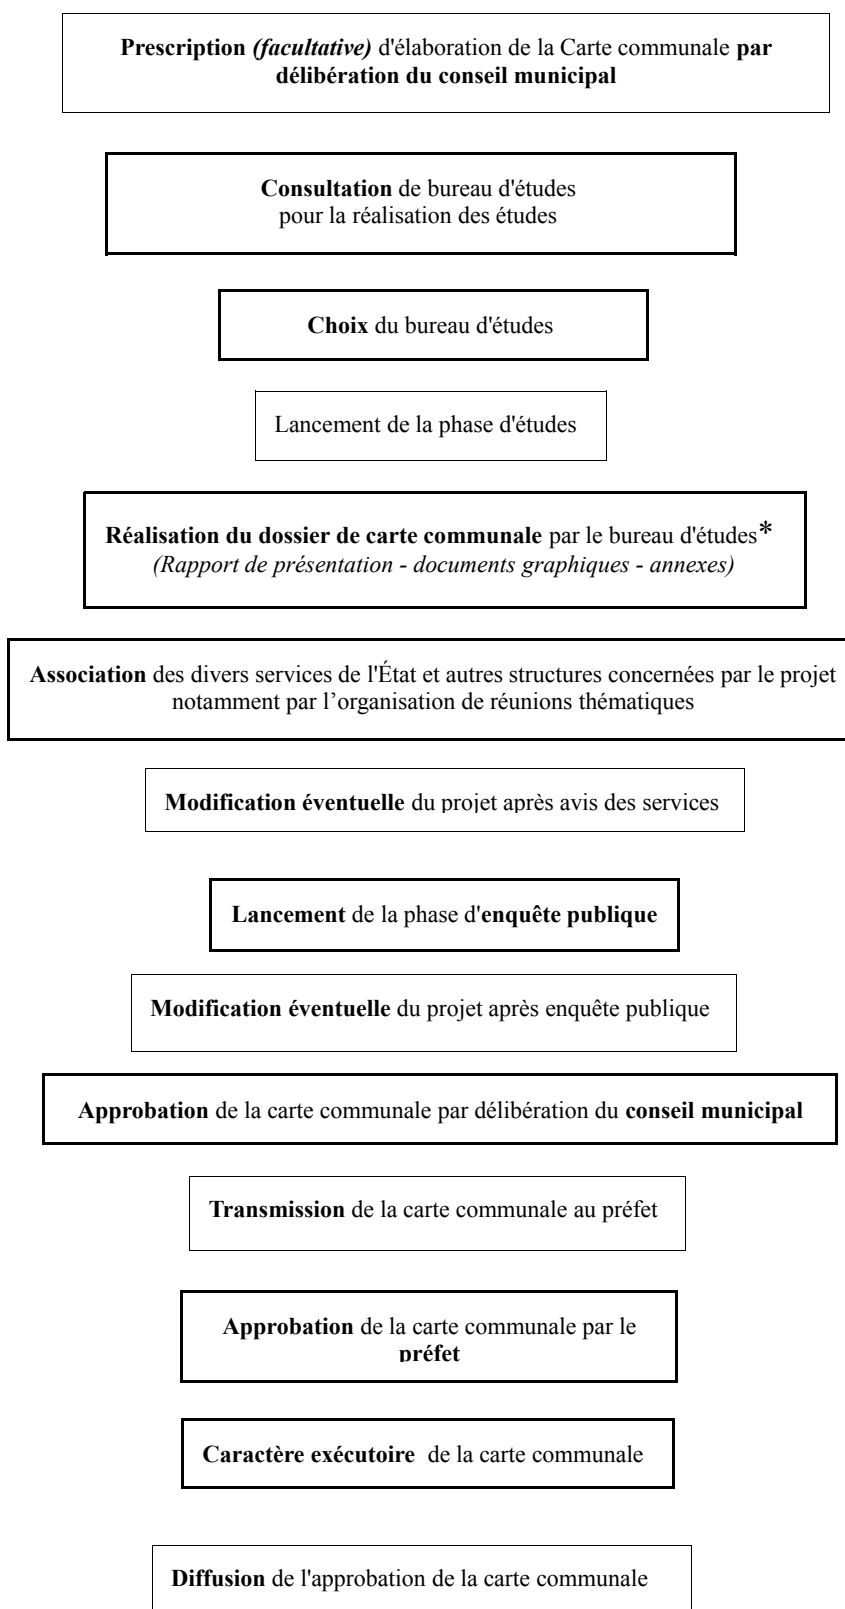 Prescription (facultative) d'élaboration de la Carte communale par
délibération du conseil municipal
Consultation de bureau d'études
pour la réalisation des études
Choix du bureau d'études
Lancement de la phase d'études
Réalisation du dossier de carte communale par le bureau d'études*
(Rapport de présentation - documents graphiques - annexes)
Association des divers services de l'État et autres structures concernées par le projet
notamment par l’organisation de réunions thématiques
Modification éventuelle du projet après avis des services
Lancement de la phase d'enquête publique
Modification éventuelle du projet après enquête publique
Approbation de la carte communale par délibération du conseil municipal
Transmission de la carte communale au préfet
Approbation de la carte communale par le
préfet
Caractère exécutoire de la carte communale
Diffusion de l'approbation de la carte communale